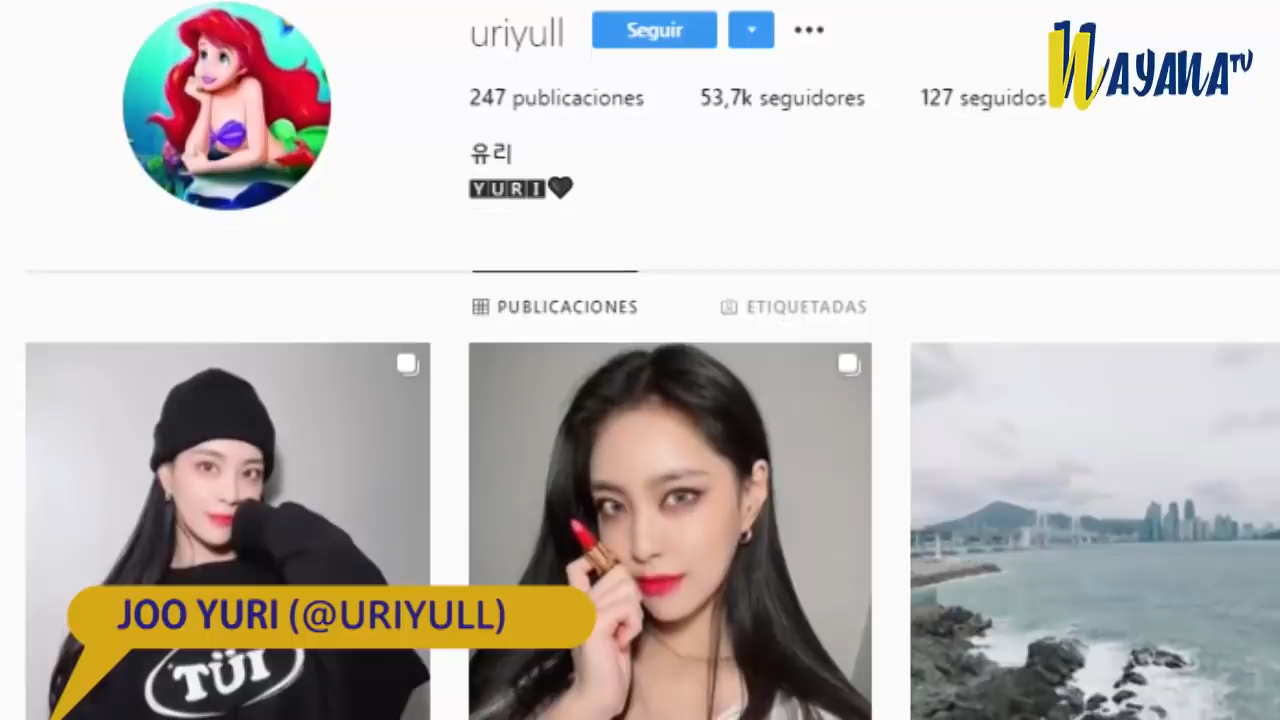 uriyull Seguir
NAYANA TV
247 publicaciones 53,7k seguidores 127 seguidos
유리
YURI🖤
PUBLICACIONES ETIQUETADAS
JOO YURI (@URIYULL)
TÜI